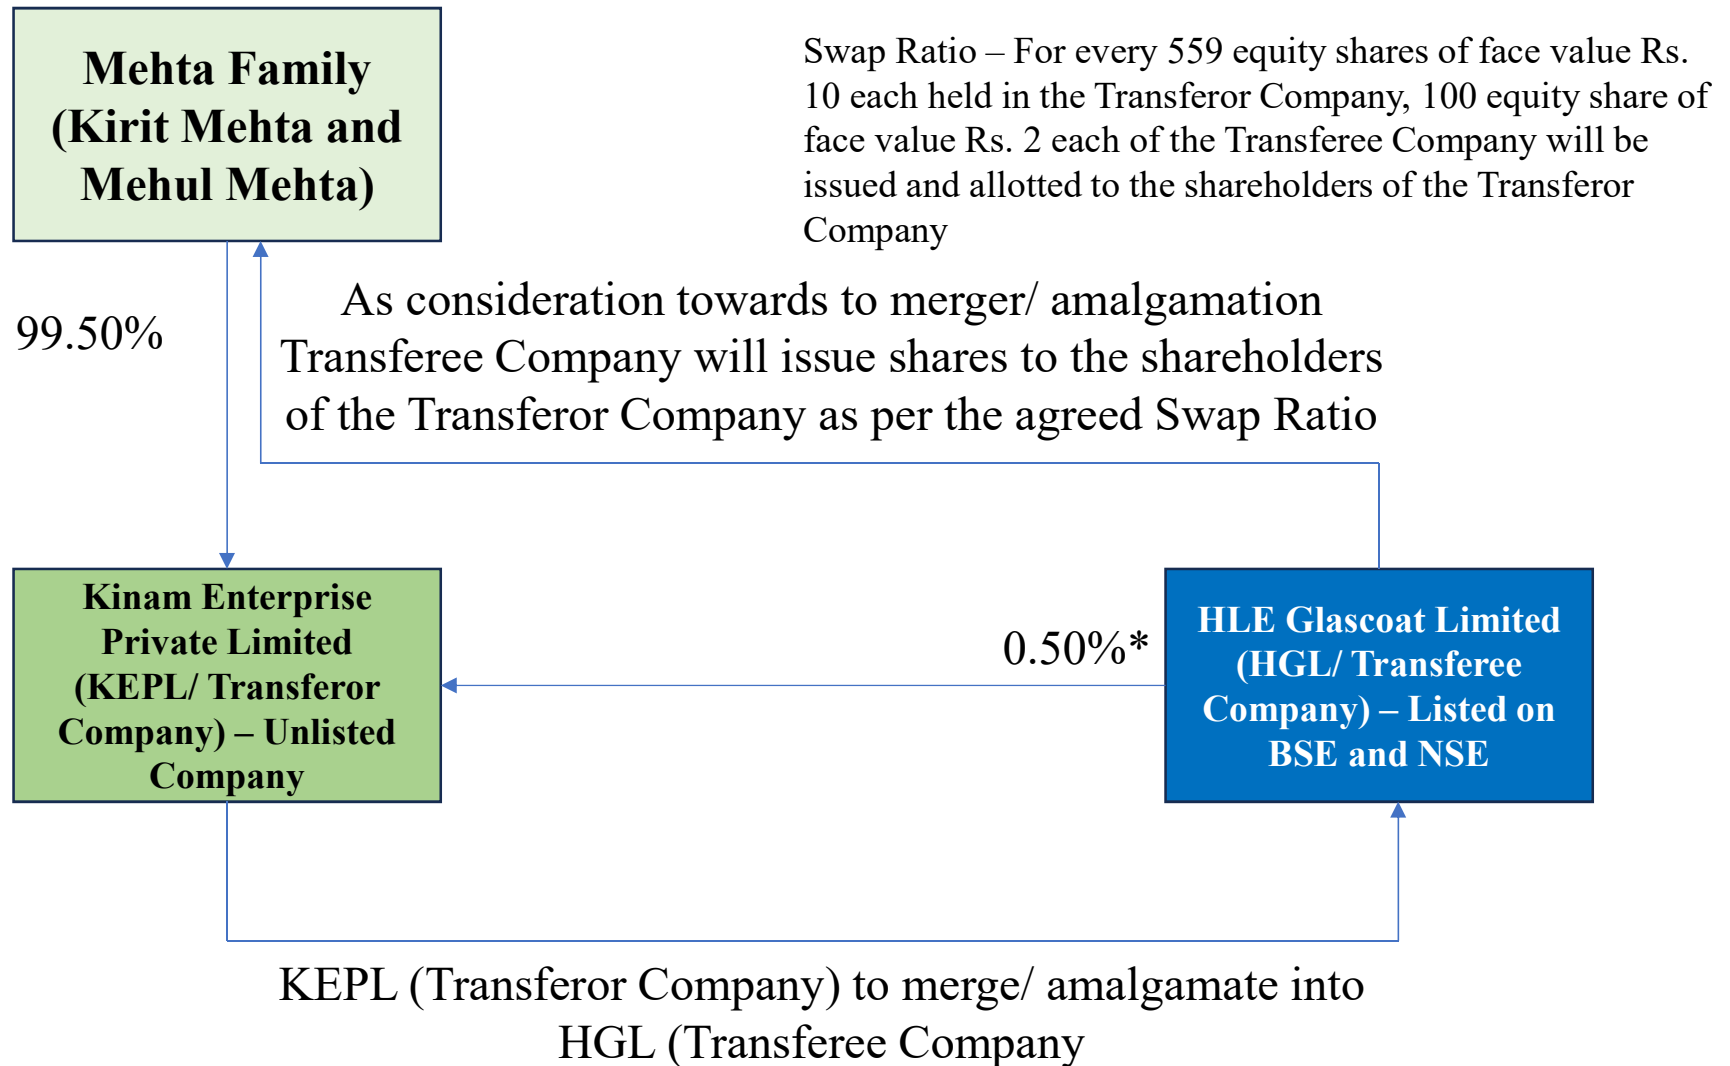 Mehta Family
(Kirit Mehta and
Mehul Mehta)
Swap Ratio – For every 559 equity shares of face value Rs.
10 each held in the Transferor Company, 100 equity share of
face value Rs. 2 each of the Transferee Company will be
issued and allotted to the shareholders of the Transferor
Company
99.50%
As consideration towards to merger/ amalgamation
Transferee Company will issue shares to the shareholders
of the Transferor Company as per the agreed Swap Ratio
Kinam Enterprise
Private Limited
(KEPL/ Transferor
Company) – Unlisted
Company
0.50%*
HLE Glascoat Limited
(HGL/ Transferee
Company) – Listed on
BSE and NSE
KEPL (Transferor Company) to merge/ amalgamate into
HGL (Transferee Company